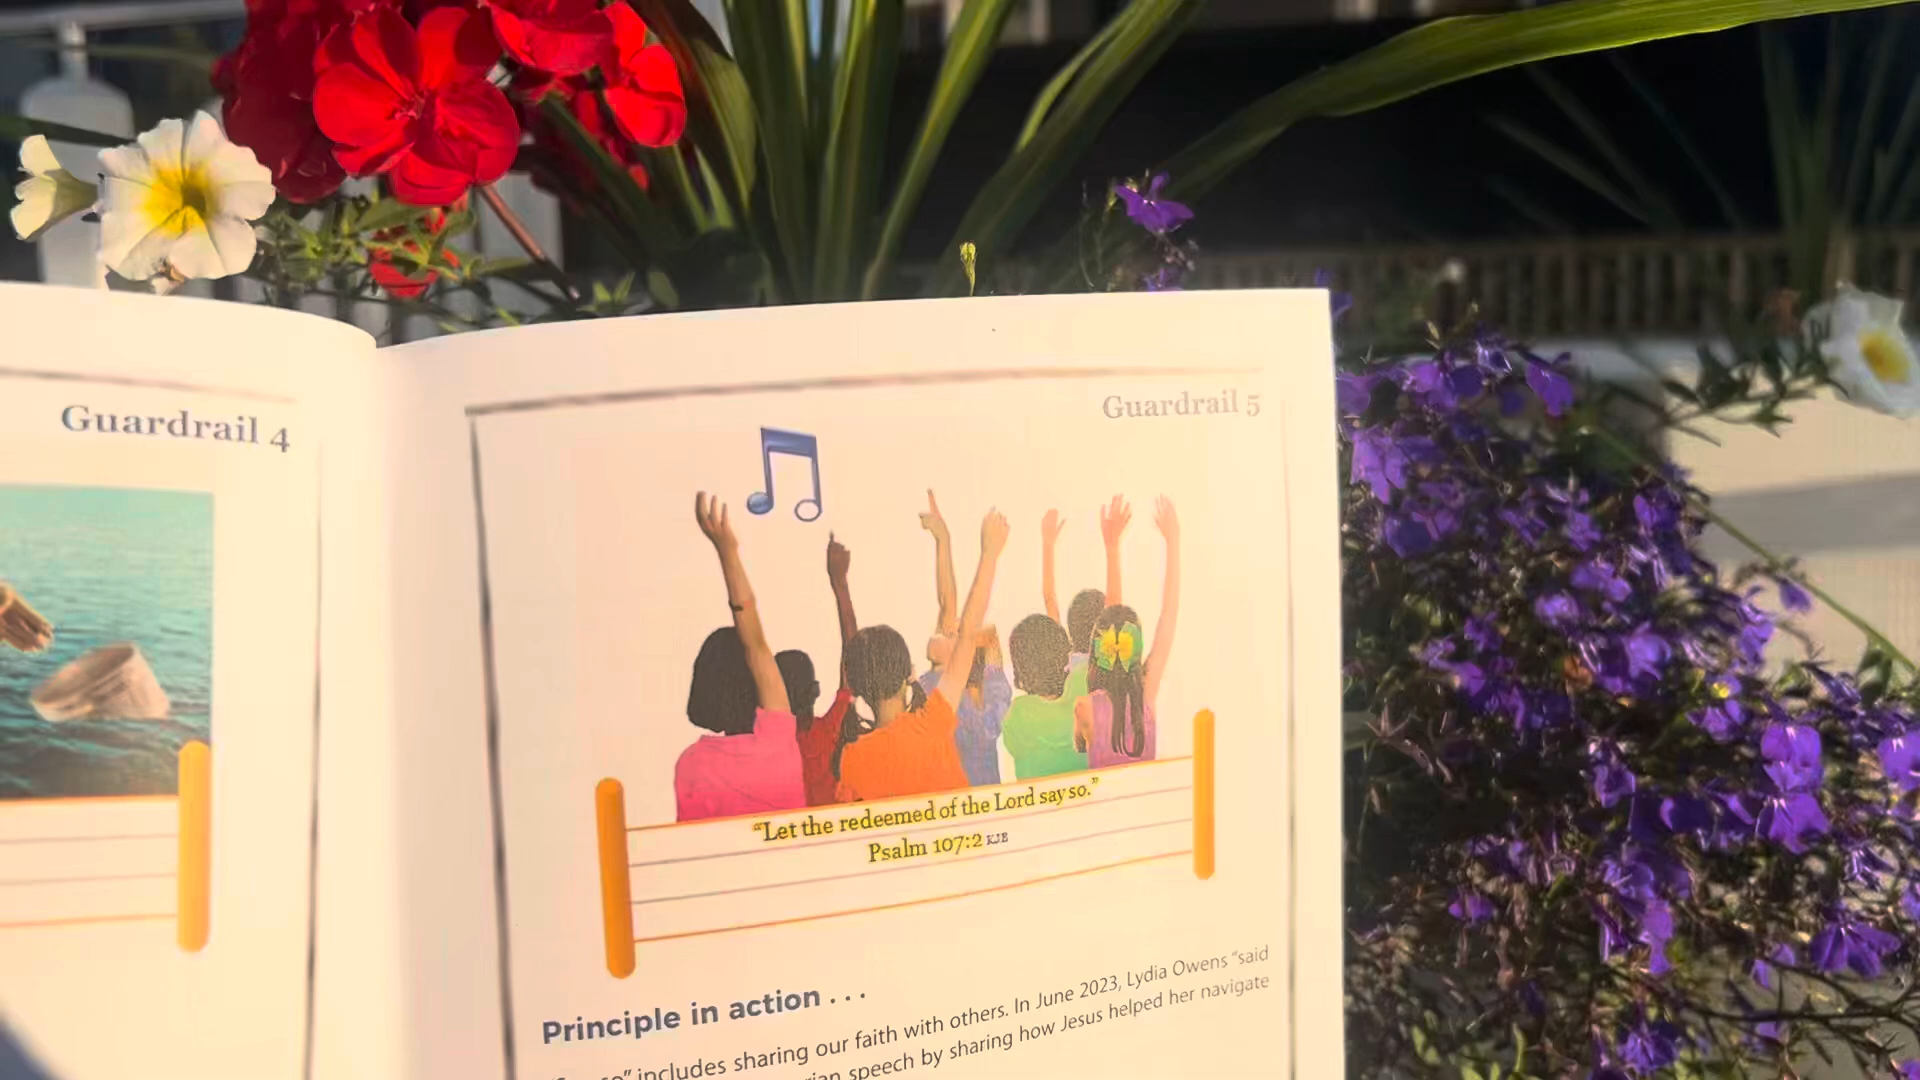 Guardrail 4
Guardrail 5
“Let the redeemed of the Lord say so.”
Psalm 107:2 KJB
Principle in action . . .
so” includes sharing our faith with others. In June 2023, Lydia Owens “said
speech by sharing how Jesus helped her navigate